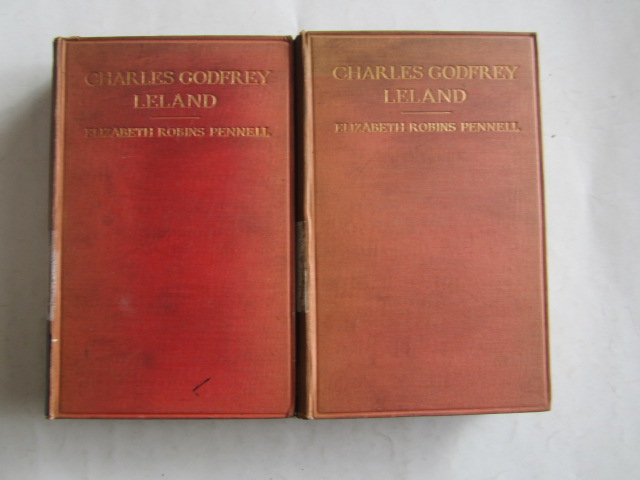 CHARLES GODFREY
LELAND
ELIZABETH ROBINS PENNELL
CHARLES GODFREY
LELAND
ELIZABETH ROBINS PENNELL